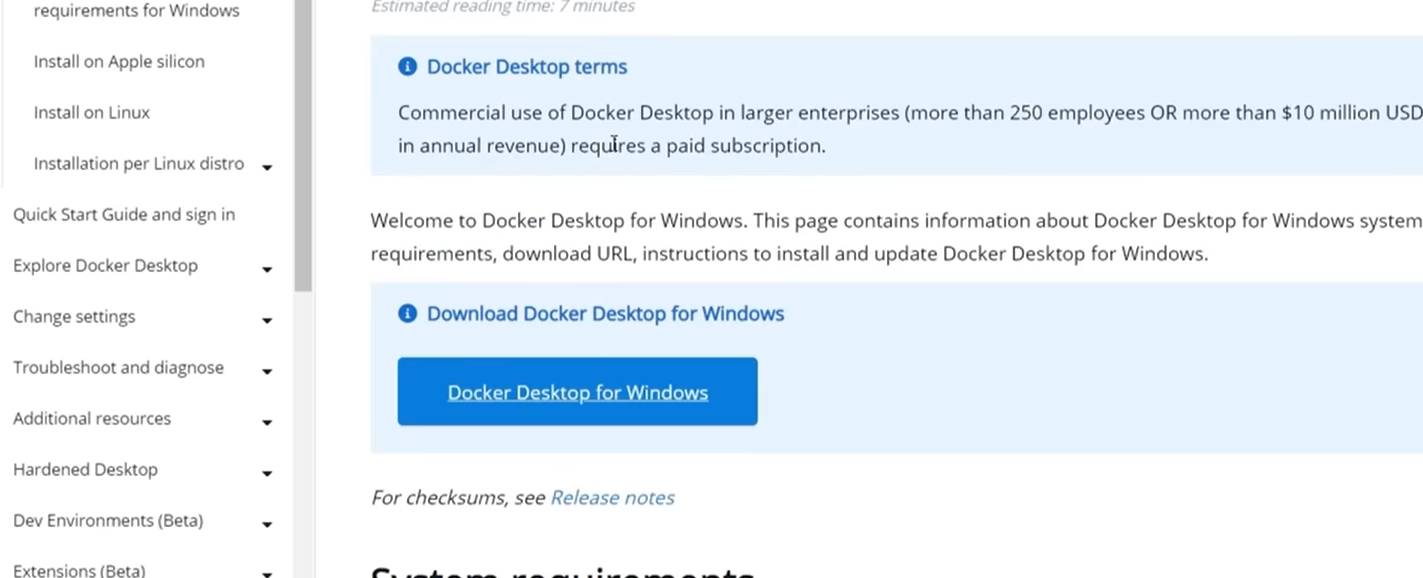 requirements for Windows
Install on Apple silicon
Install on Linux
Installation per Linux distro
Quick Start Guide and sign in
Explore Docker Desktop
Change settings
Troubleshoot and diagnose
Additional resources
Hardened Desktop
Dev Environments (Beta)
Extensions (Beta)
Estimated reading time: 7 minutes
Docker Desktop terms
Commercial use of Docker Desktop in larger enterprises (more than 250 employees OR more than $10 million USD
in annual revenue) requires a paid subscription.
Welcome to Docker Desktop for Windows. This page contains information about Docker Desktop for Windows system
requirements, download URL, instructions to install and update Docker Desktop for Windows.
Download Docker Desktop for Windows
Docker Desktop for Windows
For checksums, see Release notes
System requirements